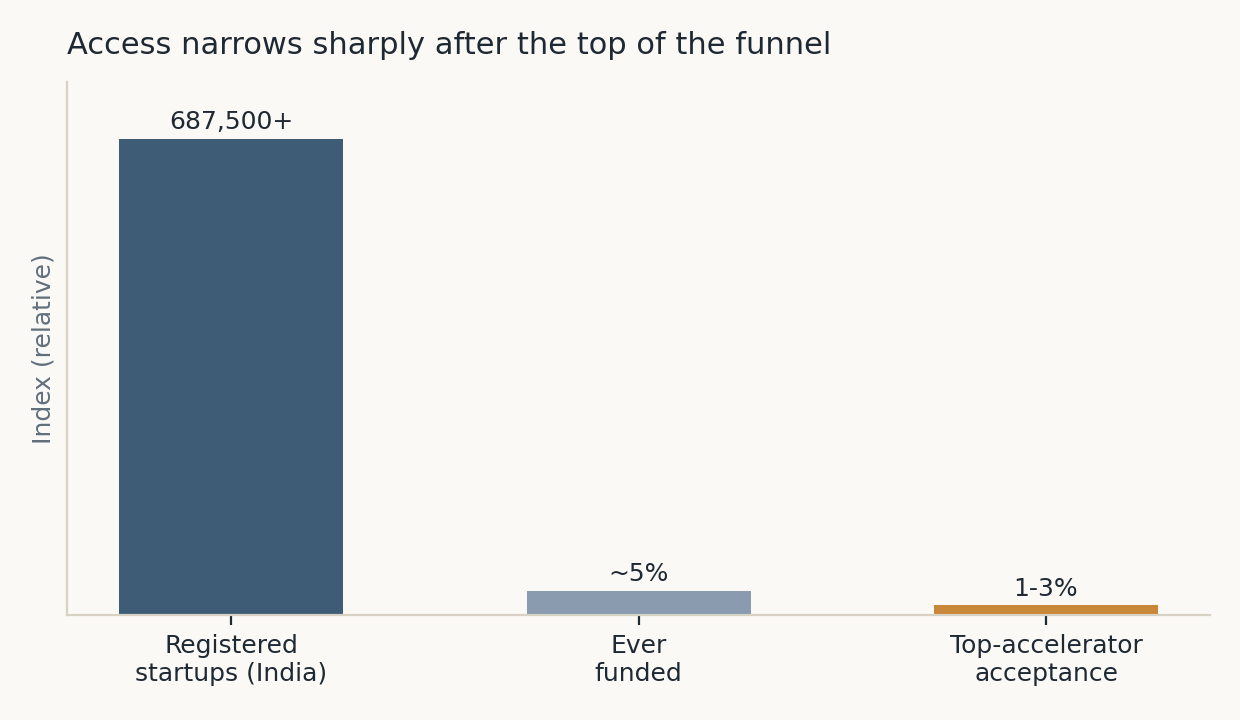 Access narrows sharply after the top of the funnel
687,500+
~5%
1-3%
Index (relative)
Registered
startups (India)
Ever
funded
Top-accelerator
acceptance